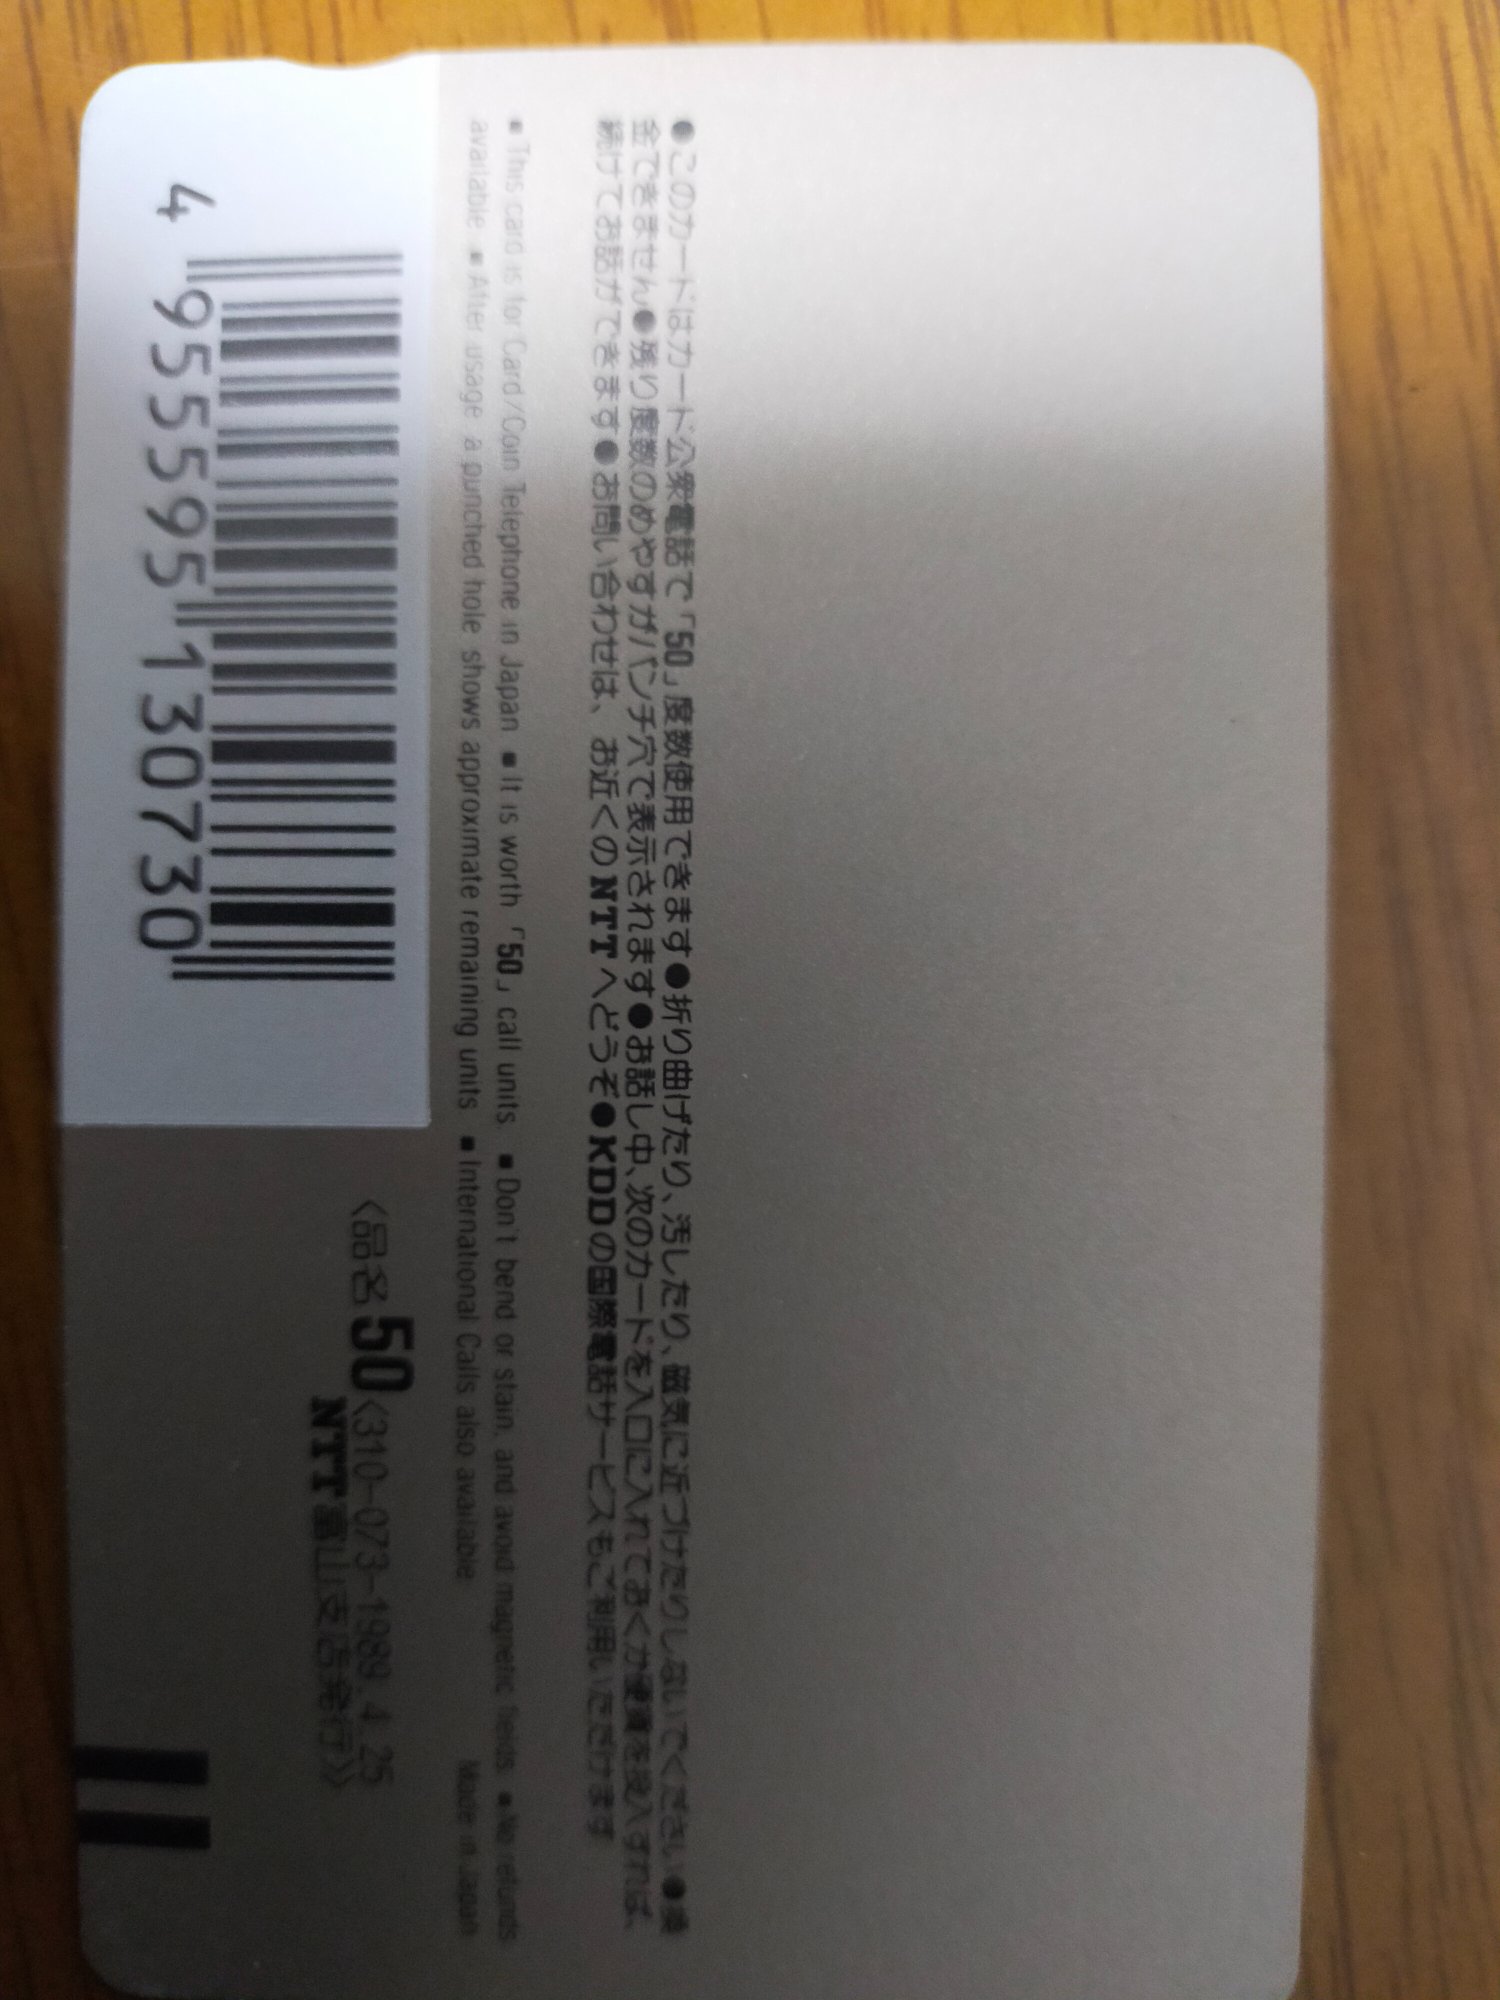 ●このカードはカード公衆電話で「50」度数使用できます●折り曲げたり、汚したり、磁気に近づけたりしないでください●換
金できません●残り度数のめやすがパンチ穴で表示されます●お話し中、次のカードを入口に入れておくか硬貨を投入すれば、
続けてお話ができます●お問い合わせは、お近くのNTTへどうぞ●KDDの国際電話サービスもご利用いただけます
■ This card is for Card/Coin Telephone in Japan ■ It is worth 「50」 call units. ■ Don't bend or stain, and avoid magnetic fields. ■ No refunds
available. ■ After usage a punched hole shows approximate remaining units ■ International Calls also available Made in Japan
〈品名 50〈310-073-1989.4.25
NTT富山支店発行〉〉
4 955595 130730